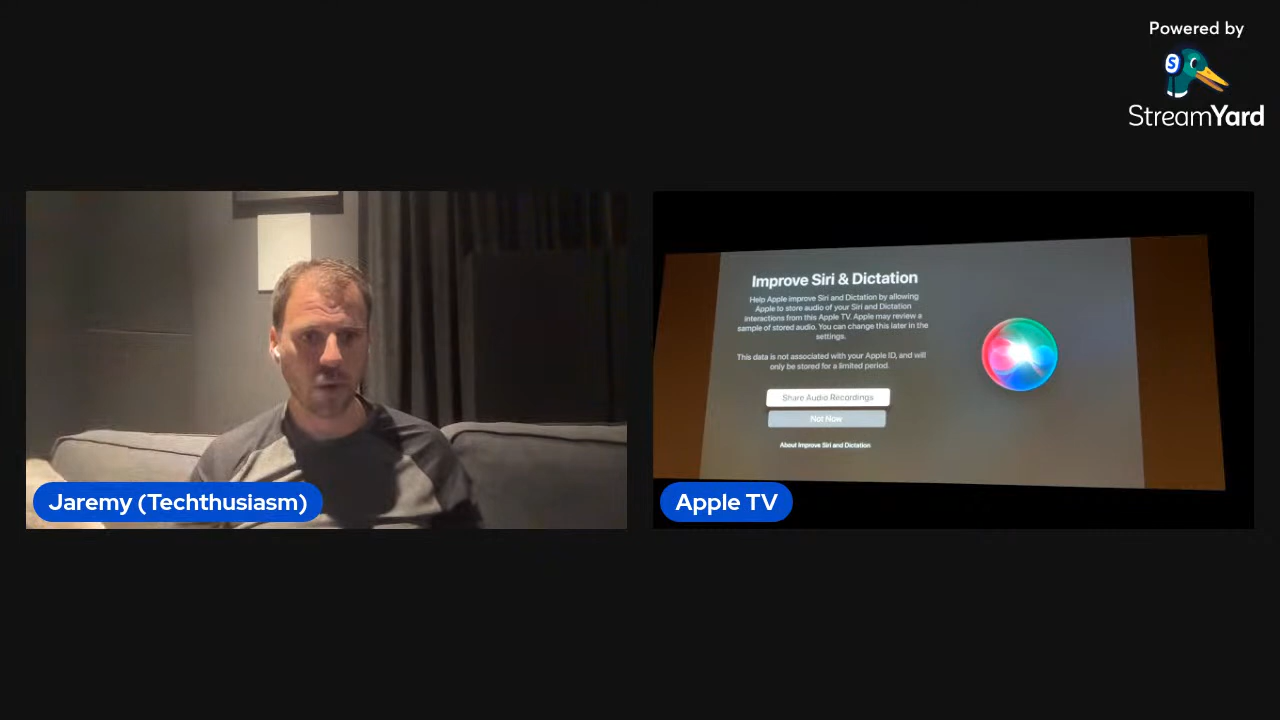 Powered by
S
StreamYard
Improve Siri & Dictation
Help Apple improve Siri and Dictation by allowing
Apple to store audio of your Siri and Dictation
interactions from this Apple TV. Apple may review a
sample of stored audio. You can change this later in the
settings.
This data is not associated with your Apple ID, and will
only be stored for a limited period.
Share Audio Recordings
Not Now
About Improve Siri and Dictation
Jaremy (Techthusiasm)
Apple TV